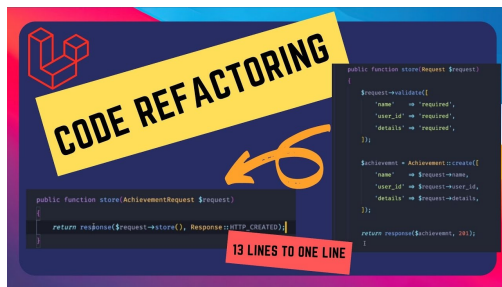 CODE REFACTORING
public function store(Request $request)
{
$request->validate([
'name' => 'required',
'user_id' => 'required',
'details' => 'required',
]);
$achievemnt = Achievement::create([
'name' => $request->name,
'user_id' => $request->user_id,
'details' => $request->details,
]);
return response($achievemnt, 201);
}
public function store(AchievementRequest $request)
{
return response($request->store(), Response::HTTP_CREATED);
}
13 LINES TO ONE LINE